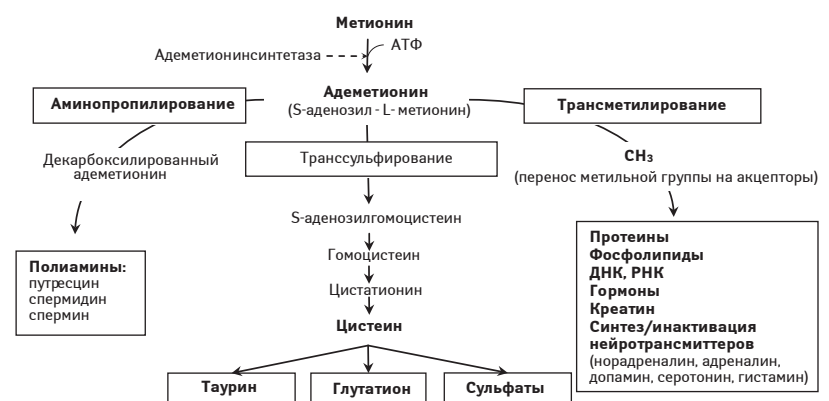 Метионин
Адеметионинсинтетаза
АТФ
Аминопропилирование
Адеметионин
(S-аденозил - L- метионин)
Трансметилирование
Декарбоксилированный
адеметионин
Транссульфирование
CH₃
(перенос метильной группы на акцепторы)
S-аденозилгомоцистеин
Гомоцистеин
Цистатионин
Цистеин
Полиамины:
путресцин
спермидин
спермин
Протеины
Фосфолипиды
ДНК, РНК
Гормоны
Креатин
Синтез/инактивация
нейротрансмиттеров
(норадреналин, адреналин,
допамин, серотонин, гистамин)
Таурин
Глутатион
Сульфаты